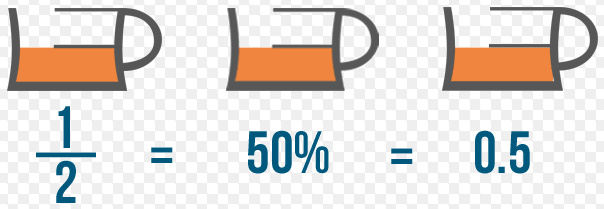 1/2 = 50% = 0.5